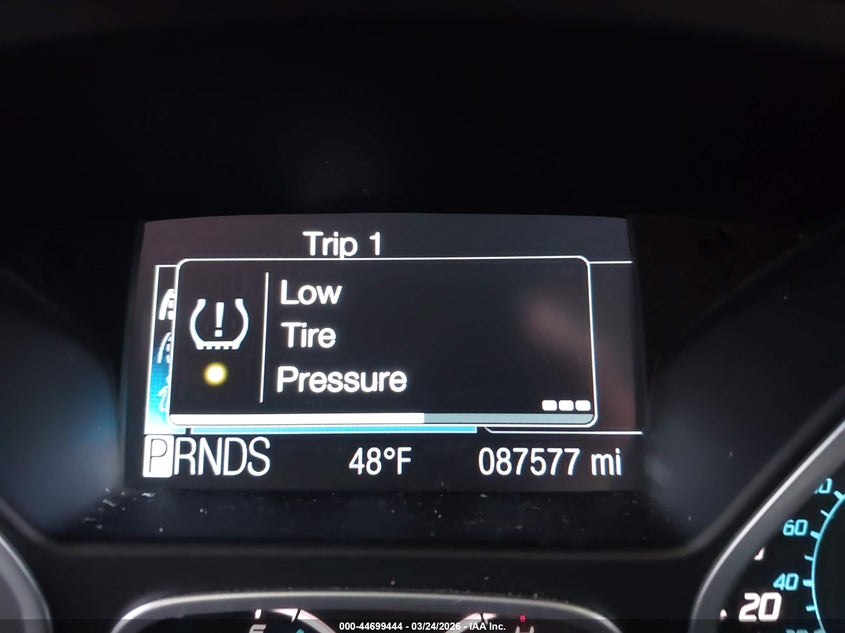 Trip 1
!
Low
Tire
Pressure
PRNDS
48°F
087577 mi
60
40
20
000-44699444 - 03/24/2026 - IAA Inc.